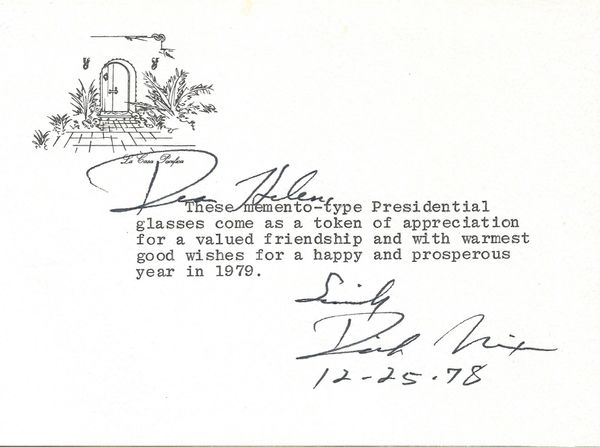 La Casa Pacifica
Dear Helen,
These memento-type Presidential
glasses come as a token of appreciation
for a valued friendship and with warmest
good wishes for a happy and prosperous
year in 1979.
Sincerely
Dick Nixon
12-25-78